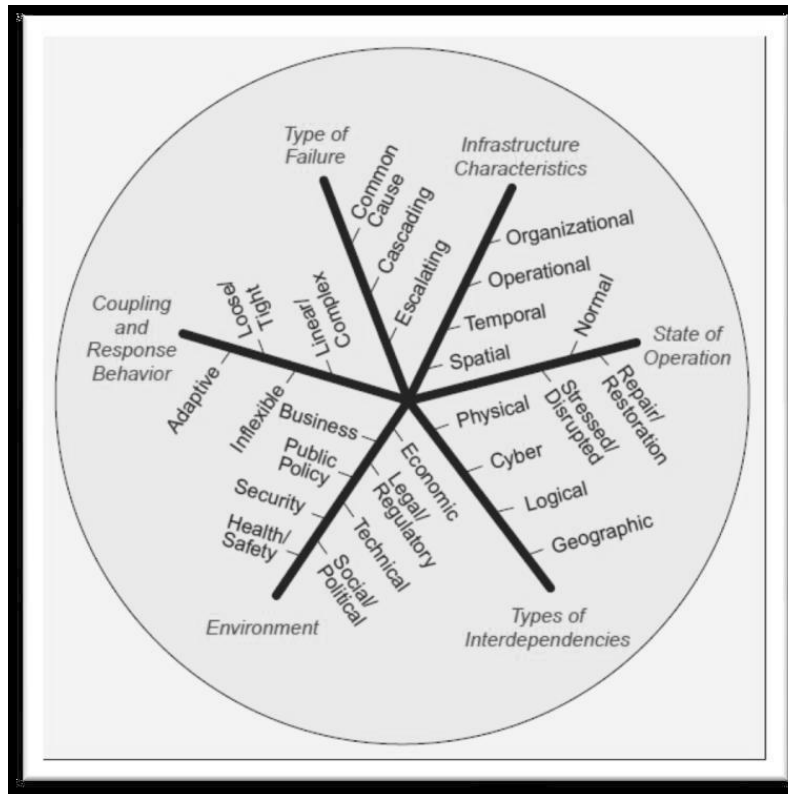 Type of
Failure
Common
Cause
Cascading
Escalating
Infrastructure
Characteristics
Organizational
Operational
Temporal
Spatial
State of
Operation
Normal
Repair/
Restoration
Stressed/
Disrupted
Types of
Interdependencies
Physical
Cyber
Logical
Geographic
Environment
Economic
Legal/
Regulatory
Technical
Social/
Political
Business
Public
Policy
Security
Health/
Safety
Coupling
and
Response
Behavior
Adaptive
Loose/
Tight
Inflexible
Linear/
Complex